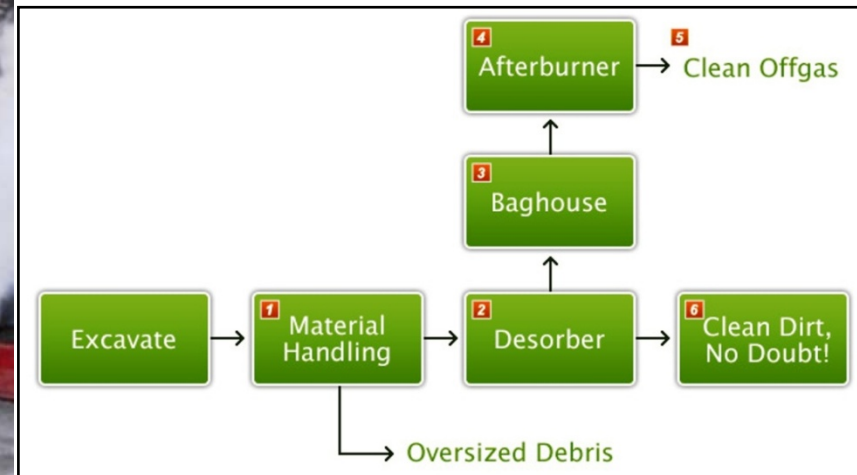 4
Afterburner
5
Clean Offgas
3
Baghouse
Excavate
1
Material
Handling
2
Desorber
6
Clean Dirt,
No Doubt!
Oversized Debris